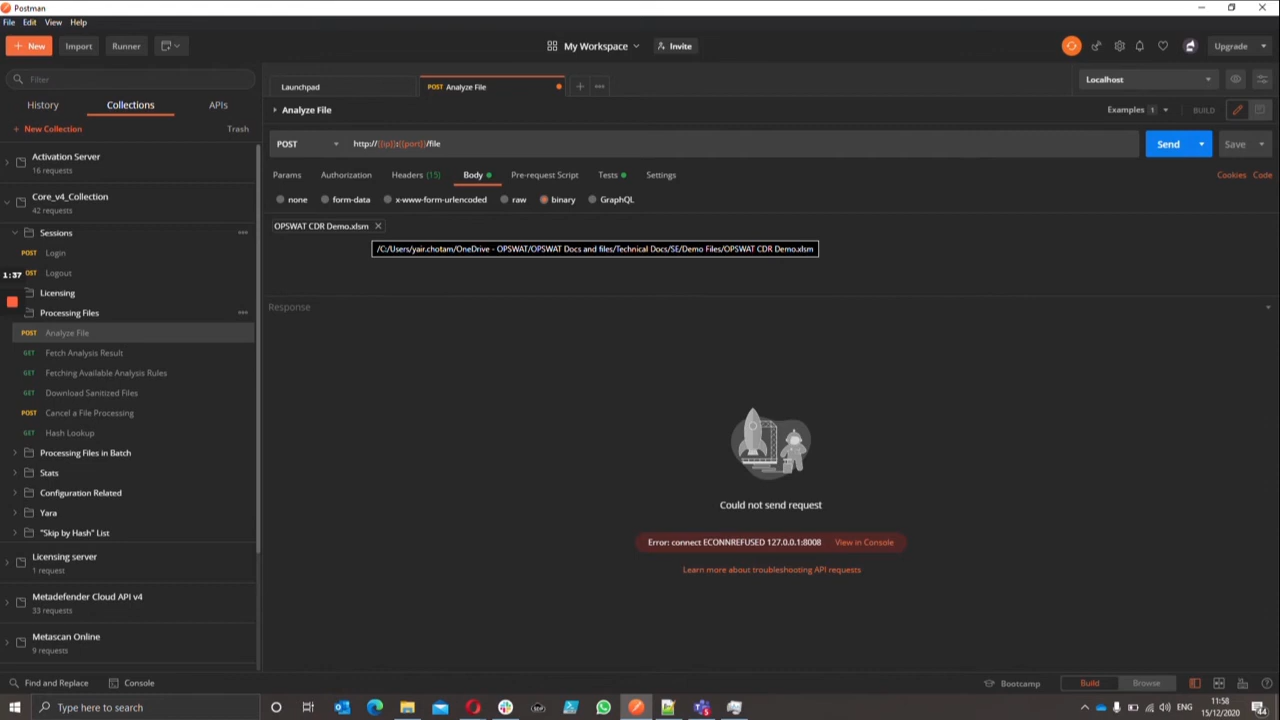 Postman
File Edit View Help
New Import Runner My Workspace Invite Upgrade
Filter
Launchpad POST Analyze File Localhost
History Collections APIs
Analyze File Examples 1 BUILD
+ New Collection Trash
POST http://{{ip}}:{{port}}/file Send Save
Activation Server
16 requests
Params Authorization Headers (15) Body Pre-request Script Tests Settings Cookies Code
Core_v4_Collection
42 requests
none form-data x-www-form-urlencoded raw binary GraphQL
OPSWAT CDR Demo.xlsm
/C:/Users/yair.chotam/OneDrive - OPSWAT/OPSWAT Docs and files/Technical Docs/SE/Demo Files/OPSWAT CDR Demo.xlsm
Sessions
POST Login
1:37 OST Logout
Licensing
Processing Files
POST Analyze File
GET Fetch Analysis Result
GET Fetching Available Analysis Rules
GET Download Sanitized Files
POST Cancel a File Processing
GET Hash Lookup
Processing Files in Batch
Stats
Configuration Related
Yara
"Skip by Hash" List
Licensing server
1 request
Metadefender Cloud API v4
33 requests
Metascan Online
9 requests
Response
Could not send request
Error: connect ECONNREFUSED 127.0.0.1:8008 View in Console
Learn more about troubleshooting API requests
Find and Replace Console Bootcamp Build Browse
Type here to search ENG 11:58
15/12/2020 44